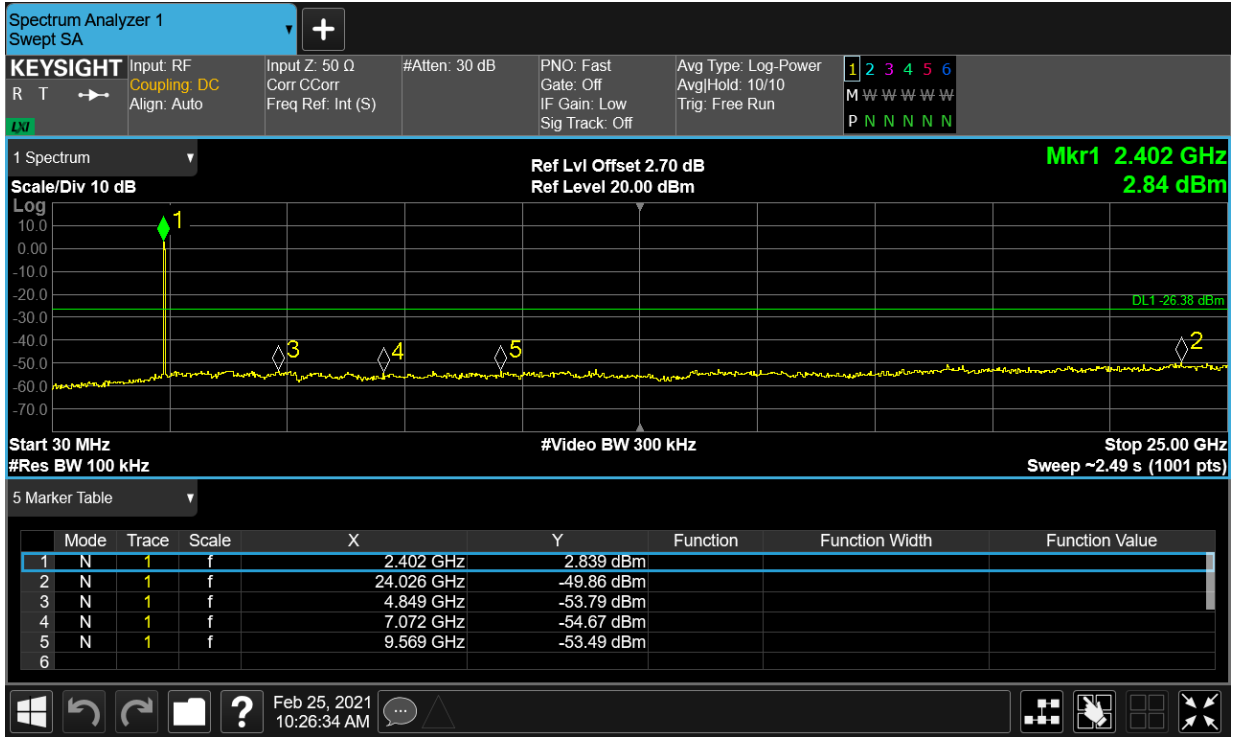 Spectrum Analyzer 1
Swept SA
KEYSIGHT
R T
LXI
Input: RF
Coupling: DC
Align: Auto
Input Z: 50 Ω
Corr CCorr
Freq Ref: Int (S)
#Atten: 30 dB
PNO: Fast
Gate: Off
IF Gain: Low
Sig Track: Off
Avg Type: Log-Power
Avg|Hold: 10/10
Trig: Free Run
1 2 3 4 5 6
M W W W W W
P N N N N N
1 Spectrum
Scale/Div 10 dB
Ref Lvl Offset 2.70 dB
Ref Level 20.00 dBm
Mkr1 2.402 GHz
2.84 dBm
Log
10.0
0.00
-10.0
-20.0
-30.0
-40.0
-50.0
-60.0
-70.0
1
DL1 -26.38 dBm
3
4
5
2
Start 30 MHz
#Res BW 100 kHz
#Video BW 300 kHz
Stop 25.00 GHz
Sweep ~2.49 s (1001 pts)
5 Marker Table
Mode Trace Scale X Y Function Function Width Function Value
1 N 1 f 2.402 GHz 2.839 dBm
2 N 1 f 24.026 GHz -49.86 dBm
3 N 1 f 4.849 GHz -53.79 dBm
4 N 1 f 7.072 GHz -54.67 dBm
5 N 1 f 9.569 GHz -53.49 dBm
6
?
Feb 25, 2021
10:26:34 AM